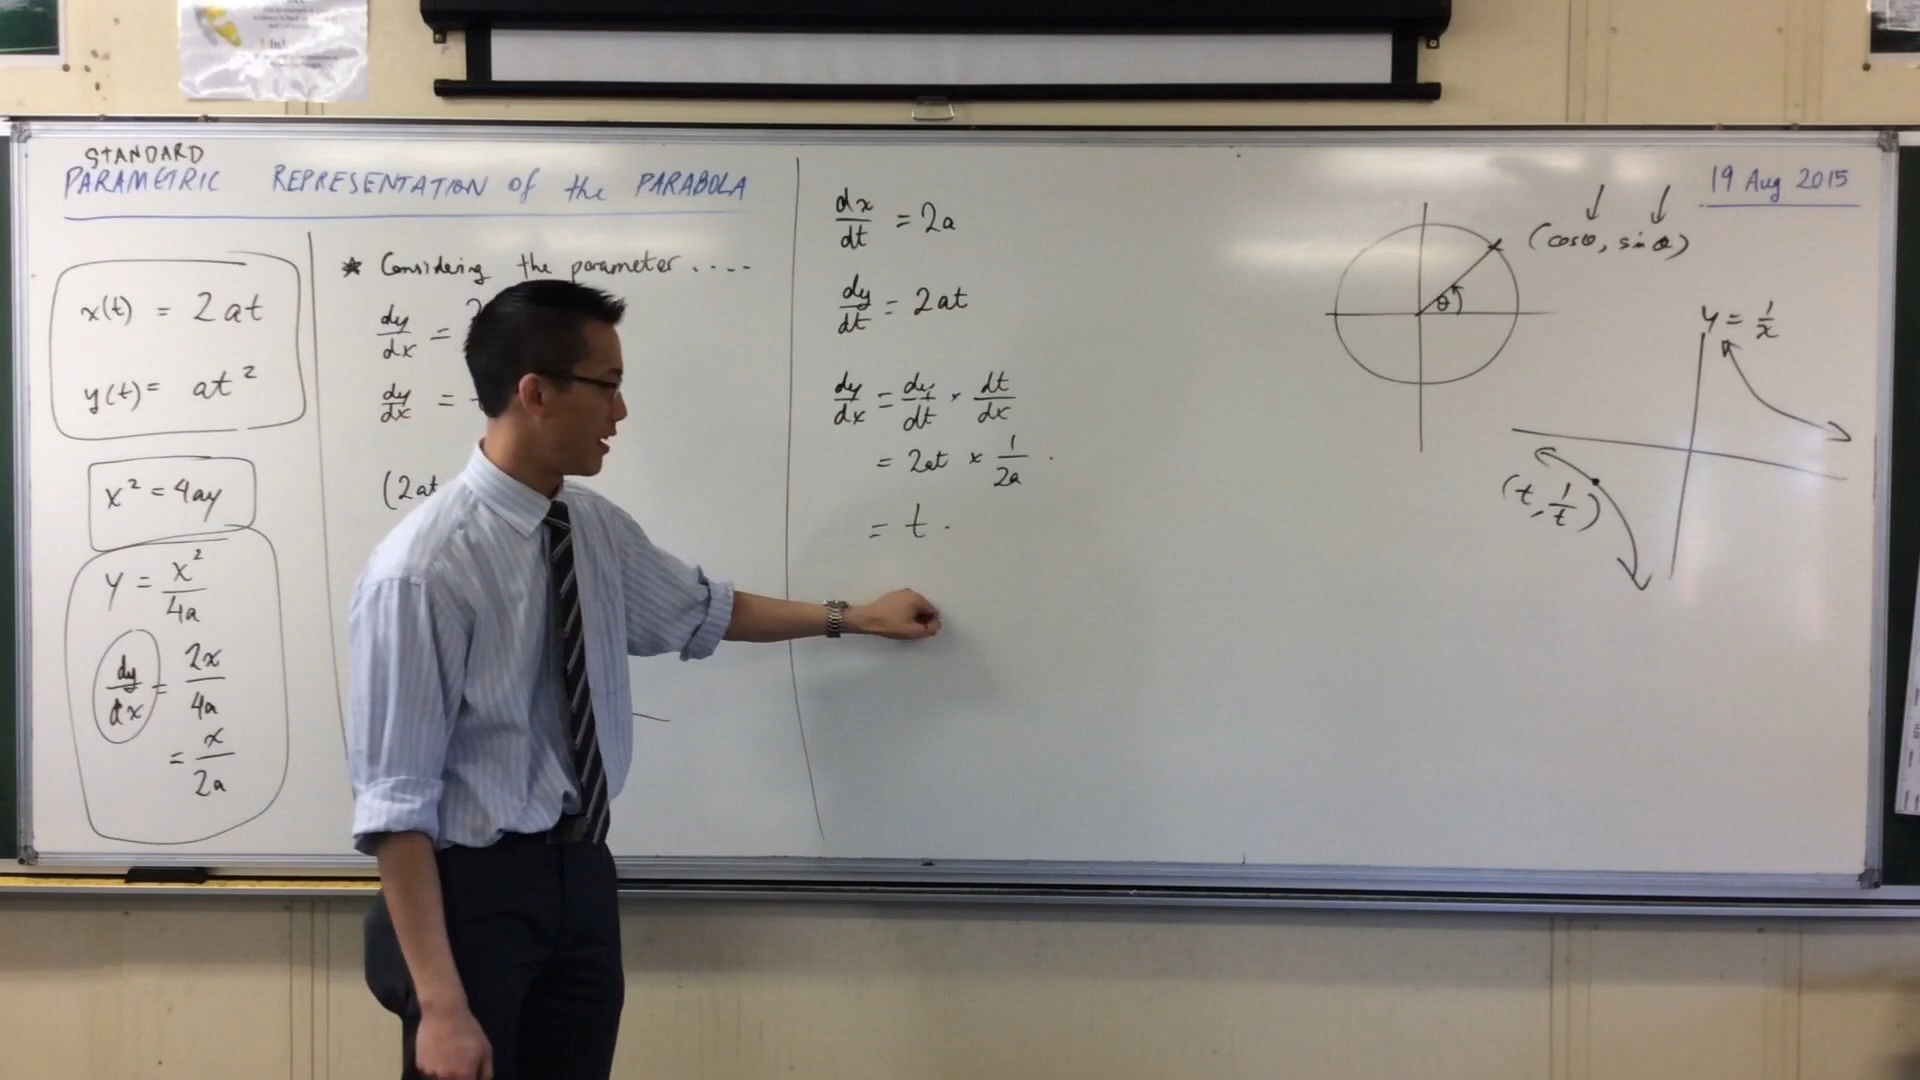 STANDARD
PARAMETRIC REPRESENTATION of the PARABOLA
x(t) = 2at
y(t) = at²
x² = 4ay
y = x²/4a
dy/dx = 2x/4a
= x/2a
* Considering the parameter ....
dy/dx =
dy/dx =
(2at
dx/dt = 2a
dy/dt = 2at
dy/dx = dy/dt × dt/dx
= 2at × 1/2a .
= t .
19 Aug 2015
(cosθ, sinθ)
θ
y = 1/x
(t, 1/t)